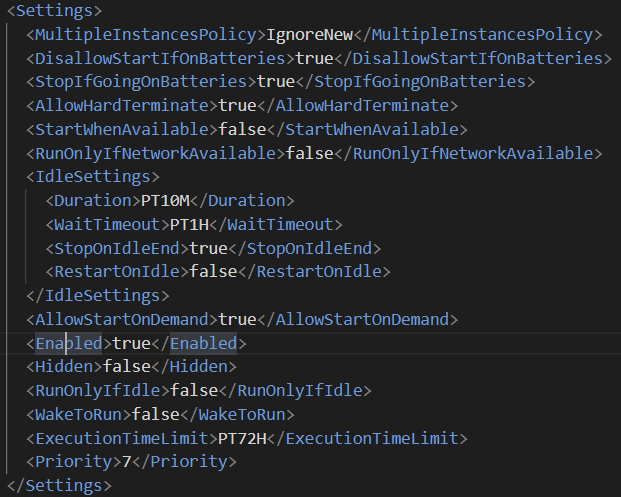 <Settings>
<MultipleInstancesPolicy>IgnoreNew</MultipleInstancesPolicy>
<DisallowStartIfOnBatteries>true</DisallowStartIfOnBatteries>
<StopIfGoingOnBatteries>true</StopIfGoingOnBatteries>
<AllowHardTerminate>true</AllowHardTerminate>
<StartWhenAvailable>false</StartWhenAvailable>
<RunOnlyIfNetworkAvailable>false</RunOnlyIfNetworkAvailable>
<IdleSettings>
<Duration>PT10M</Duration>
<WaitTimeout>PT1H</WaitTimeout>
<StopOnIdleEnd>true</StopOnIdleEnd>
<RestartOnIdle>false</RestartOnIdle>
</IdleSettings>
<AllowStartOnDemand>true</AllowStartOnDemand>
<Enabled>true</Enabled>
<Hidden>false</Hidden>
<RunOnlyIfIdle>false</RunOnlyIfIdle>
<WakeToRun>false</WakeToRun>
<ExecutionTimeLimit>PT72H</ExecutionTimeLimit>
<Priority>7</Priority>
</Settings>